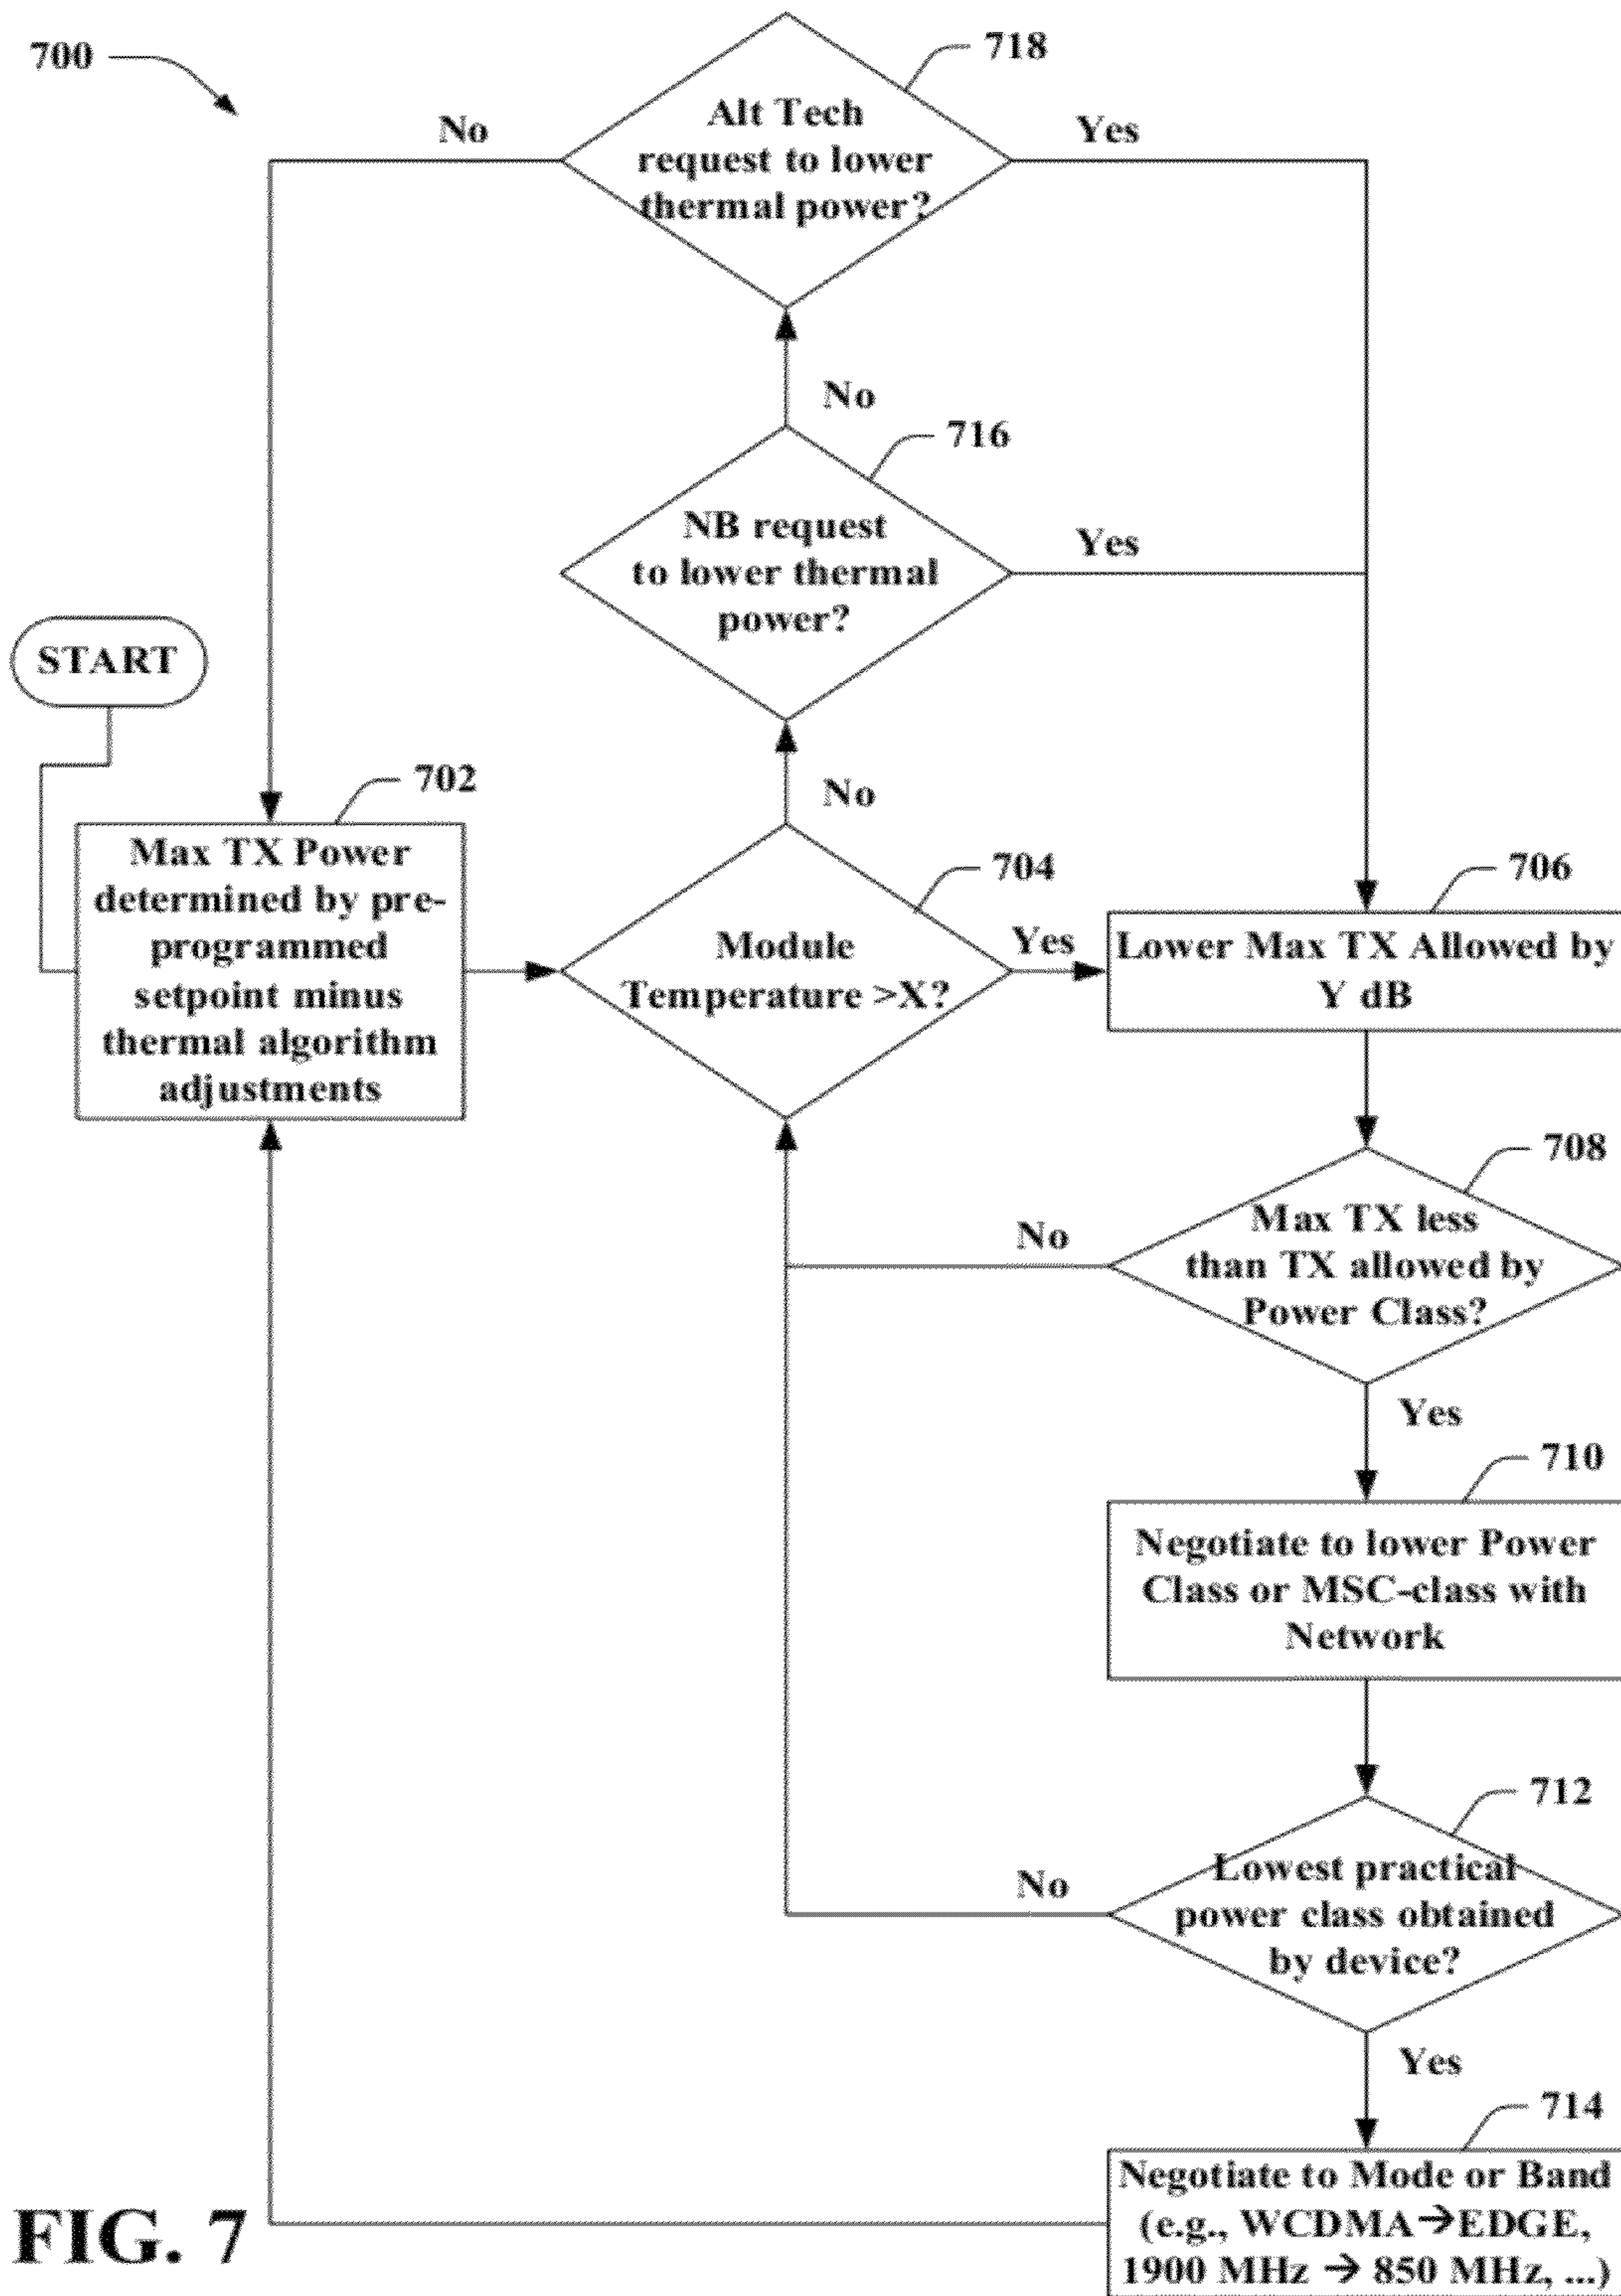 700
718
Alt Tech
request to lower
thermal power?
No
Yes
No
716
NB request
to lower thermal
power?
Yes
START
No
702
Max TX Power
determined by pre-
programmed
setpoint minus
thermal algorithm
adjustments
704
Module
Temperature >X?
Yes
706
Lower Max TX Allowed by
Y dB
708
Max TX less
than TX allowed by
Power Class?
No
Yes
710
Negotiate to lower Power
Class or MSC-class with
Network
712
Lowest practical
power class obtained
by device?
No
Yes
714
Negotiate to Mode or Band
(e.g., WCDMA→EDGE,
1900 MHz → 850 MHz, ...)
FIG. 7